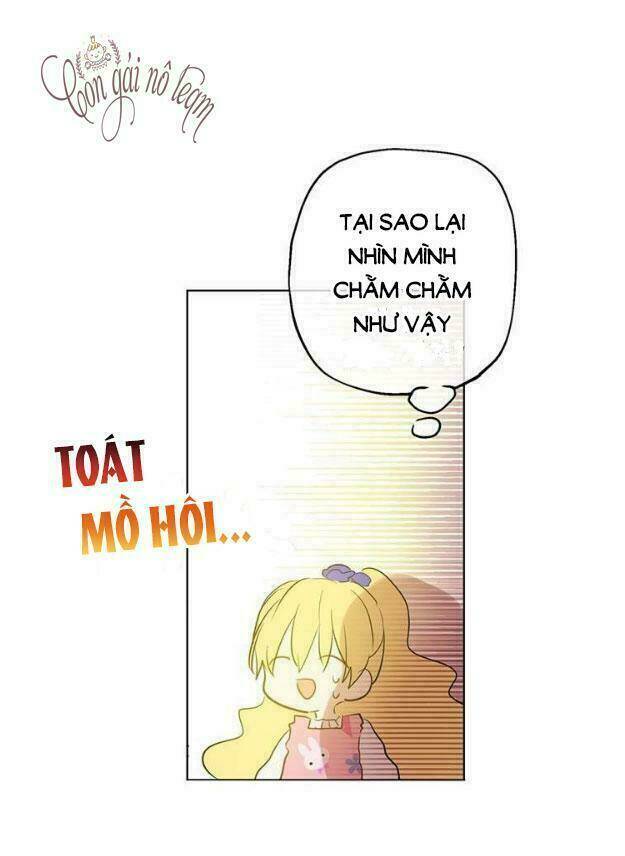 Con gái nô team
TẠI SAO LẠI
NHÌN MÌNH
CHẰM CHẰM
NHƯ VẬY
TOÁT
MỒ HÔI...